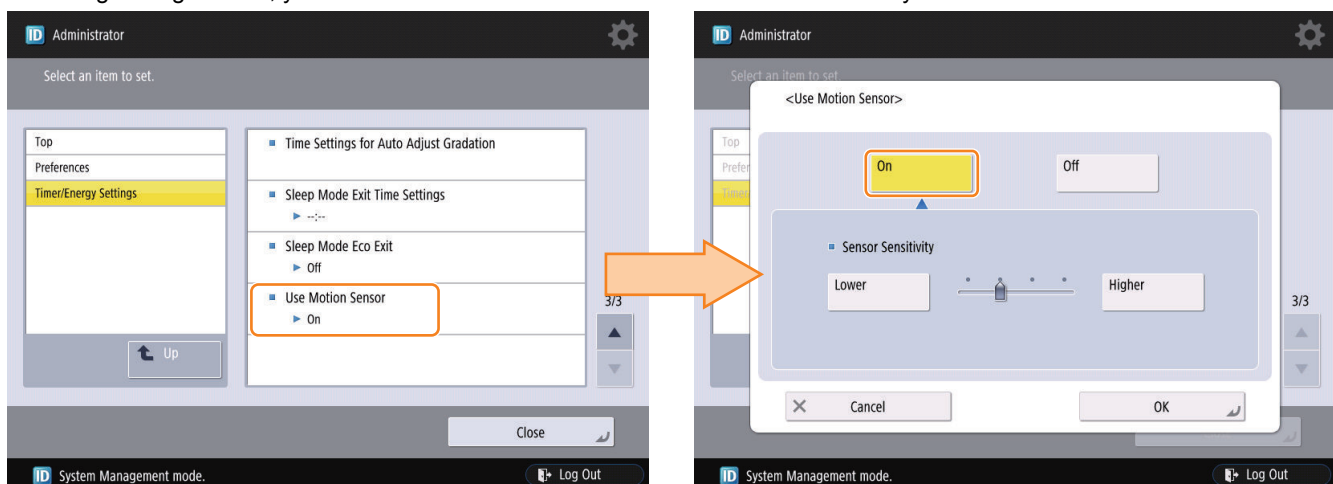 ID Administrator
Select an item to set.
Top
Preferences
Timer/Energy Settings
Up
Time Settings for Auto Adjust Gradation
Sleep Mode Exit Time Settings
--:--
Sleep Mode Eco Exit
Off
Use Motion Sensor
On
3/3
Close
ID System Management mode.
Log Out
ID Administrator
Select an item to set.
<Use Motion Sensor>
Top
Prefer
Timer
On
Off
Sensor Sensitivity
Lower
Higher
3/3
Cancel
OK
ID System Management mode.
Log Out